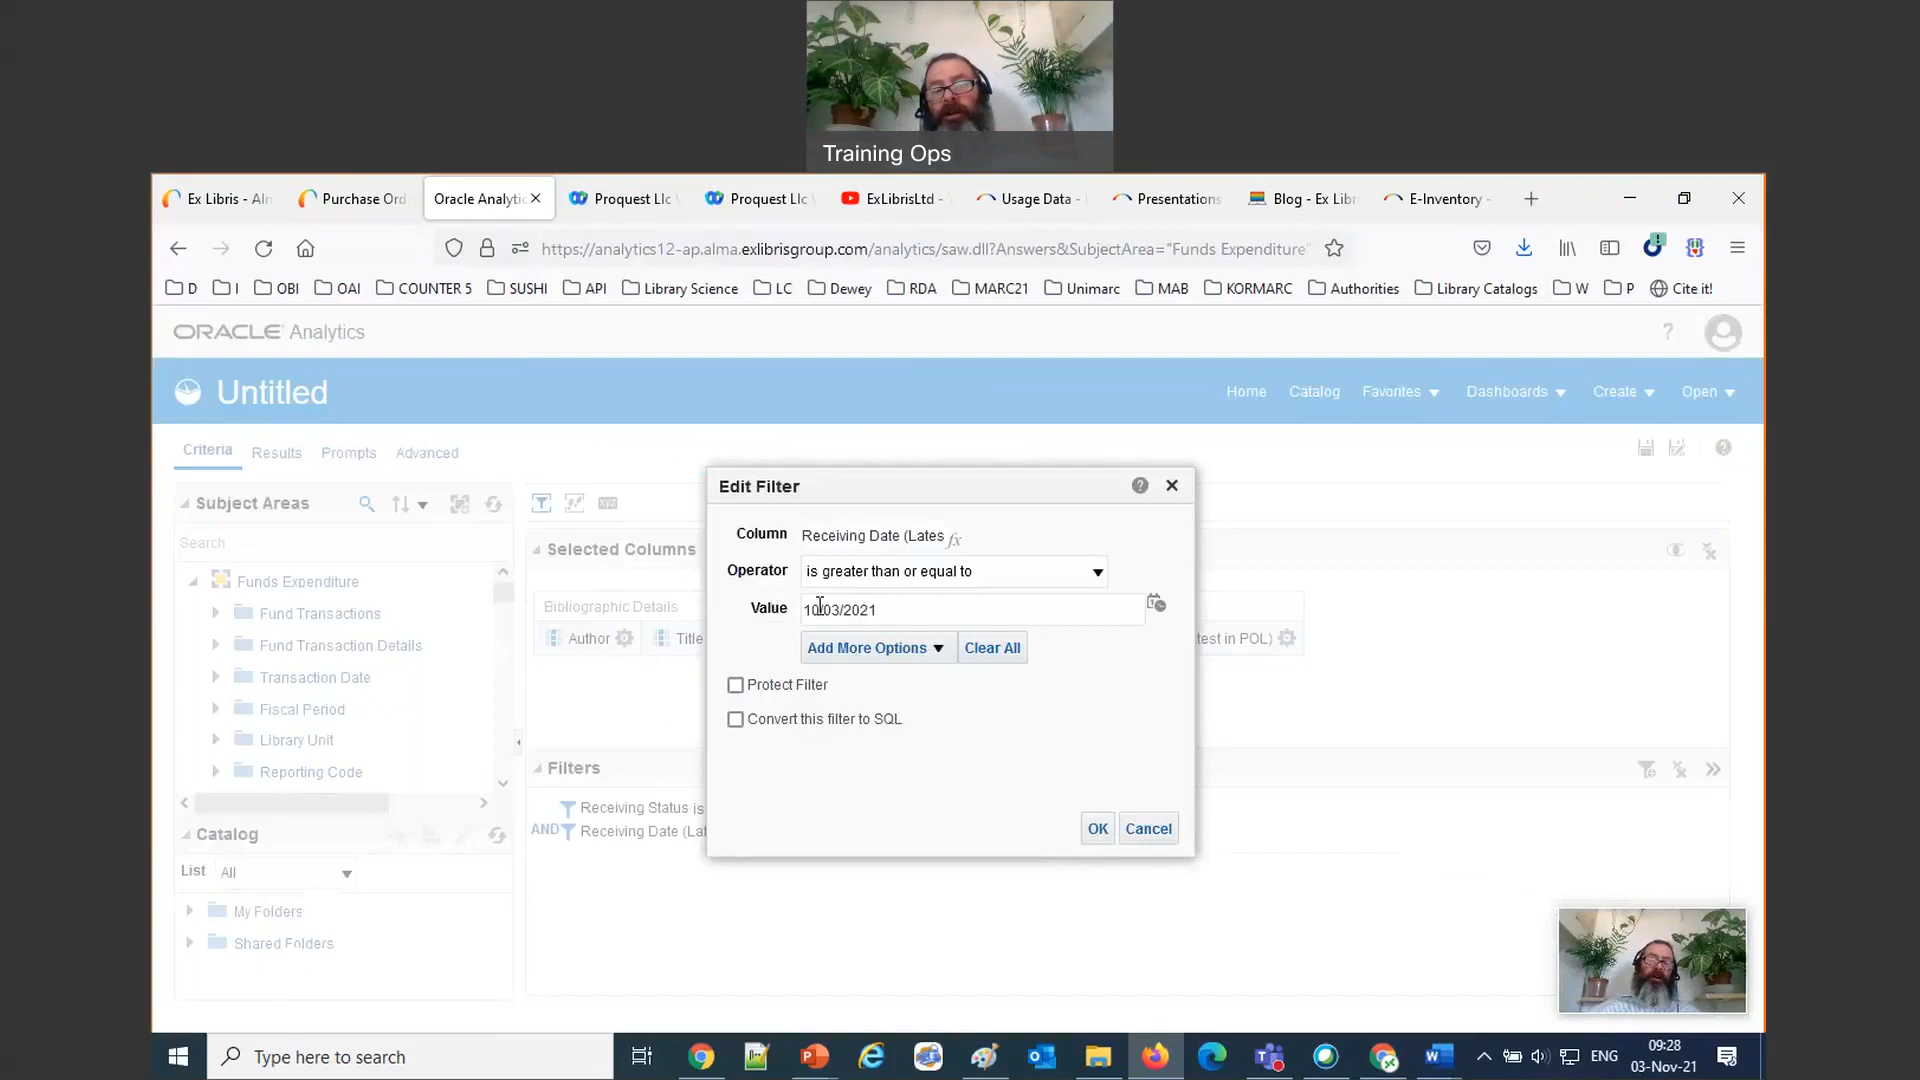 Training Ops
Ex Libris - Alm
Purchase Ord
Oracle Analytic
Proquest Llc
Proquest Llc
ExLibrisLtd -
Usage Data -
Presentations
Blog - Ex Libri
E-Inventory -
https://analytics12-ap.alma.exlibrisgroup.com/analytics/saw.dll?Answers&SubjectArea="Funds Expenditure"
D
I
OBI
OAI
COUNTER 5
SUSHI
API
Library Science
LC
Dewey
RDA
MARC21
Unimarc
MAB
KORMARC
Authorities
Library Catalogs
W
P
Cite it!
ORACLE Analytics
Untitled
Home
Catalog
Favorites
Dashboards
Create
Open
Criteria
Results
Prompts
Advanced
Subject Areas
Search
Funds Expenditure
Fund Transactions
Fund Transaction Details
Transaction Date
Fiscal Period
Library Unit
Reporting Code
Catalog
List All
My Folders
Shared Folders
Selected Columns
Bibliographic Details
Author
Title
test in POL)
Filters
Receiving Status is
AND Receiving Date (Lat
Edit Filter
Column Receiving Date (Lates fx
Operator is greater than or equal to
Value 10/03/2021
Add More Options
Clear All
Protect Filter
Convert this filter to SQL
OK
Cancel
Type here to search
ENG
09:28
03-Nov-21